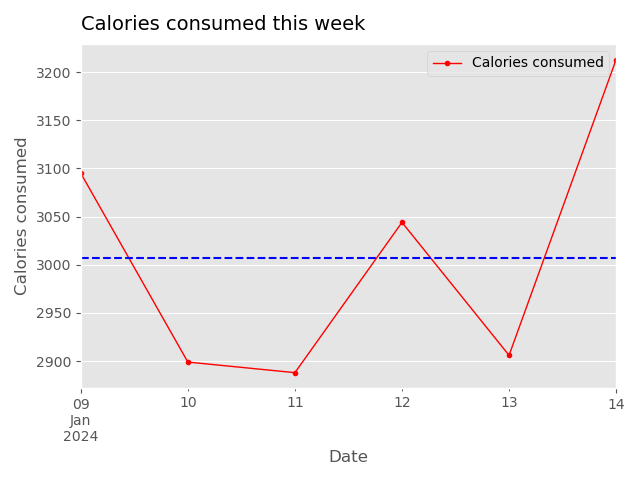 Calories consumed this week
Calories consumed
3200
3150
3100
3050
3000
2950
2900
Calories consumed
09 10 11 12 13 14
Jan
2024
Date